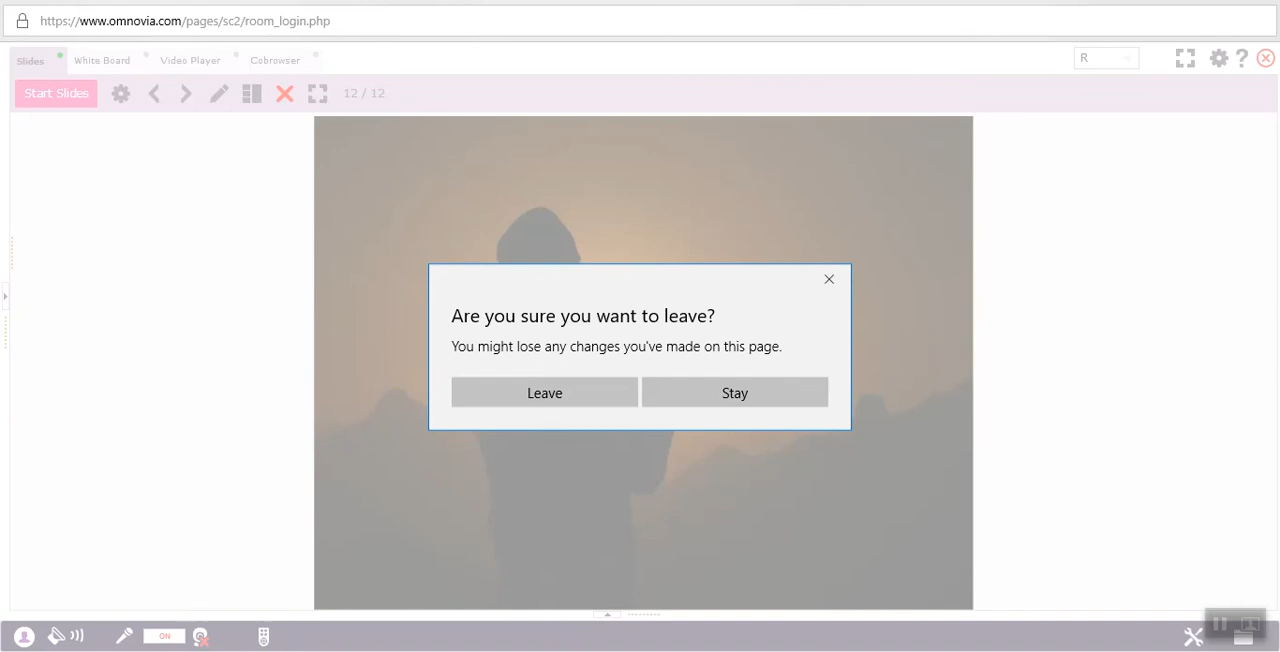 https://www.omnovia.com/pages/sc2/room_login.php
Slides White Board Video Player Cobrowser R ?
Start Slides 12 / 12
Are you sure you want to leave?
You might lose any changes you've made on this page.
Leave Stay
ON